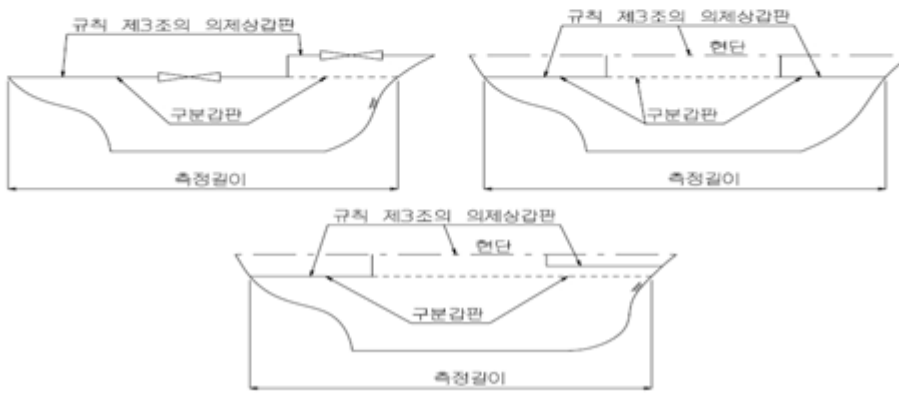 규칙 제3조의 의제상갑판
구분갑판
측정길이
규칙 제3조의 의제상갑판
현단
구분갑판
측정길이
규칙 제3조의 의제상갑판
현단
구분갑판
측정길이